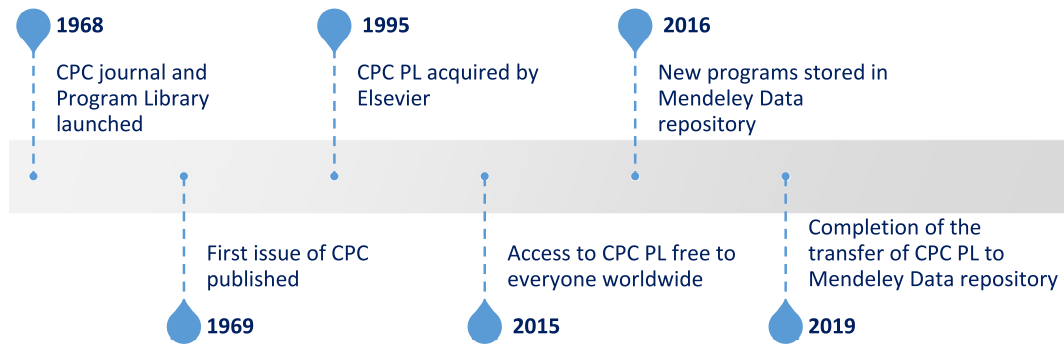 1968
CPC journal and
Program Library
launched
1995
CPC PL acquired by
Elsevier
2016
New programs stored in
Mendeley Data
repository
First issue of CPC
published
1969
Access to CPC PL free to
everyone worldwide
2015
Completion of the
transfer of CPC PL to
Mendeley Data repository
2019